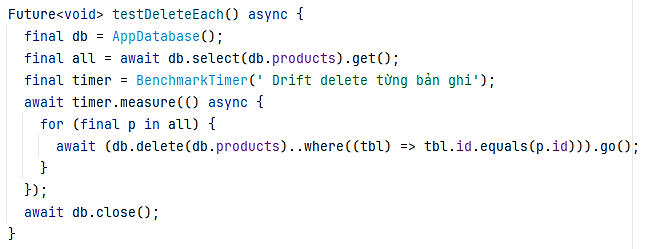 Future<void> testDeleteEach() async {
  final db = AppDatabase();
  final all = await db.select(db.products).get();
  final timer = BenchmarkTimer(' Drift delete từng bản ghi');
  await timer.measure(() async {
    for (final p in all) {
      await (db.delete(db.products)..where((tbl) => tbl.id.equals(p.id))).go();
    }
  });
  await db.close();
}